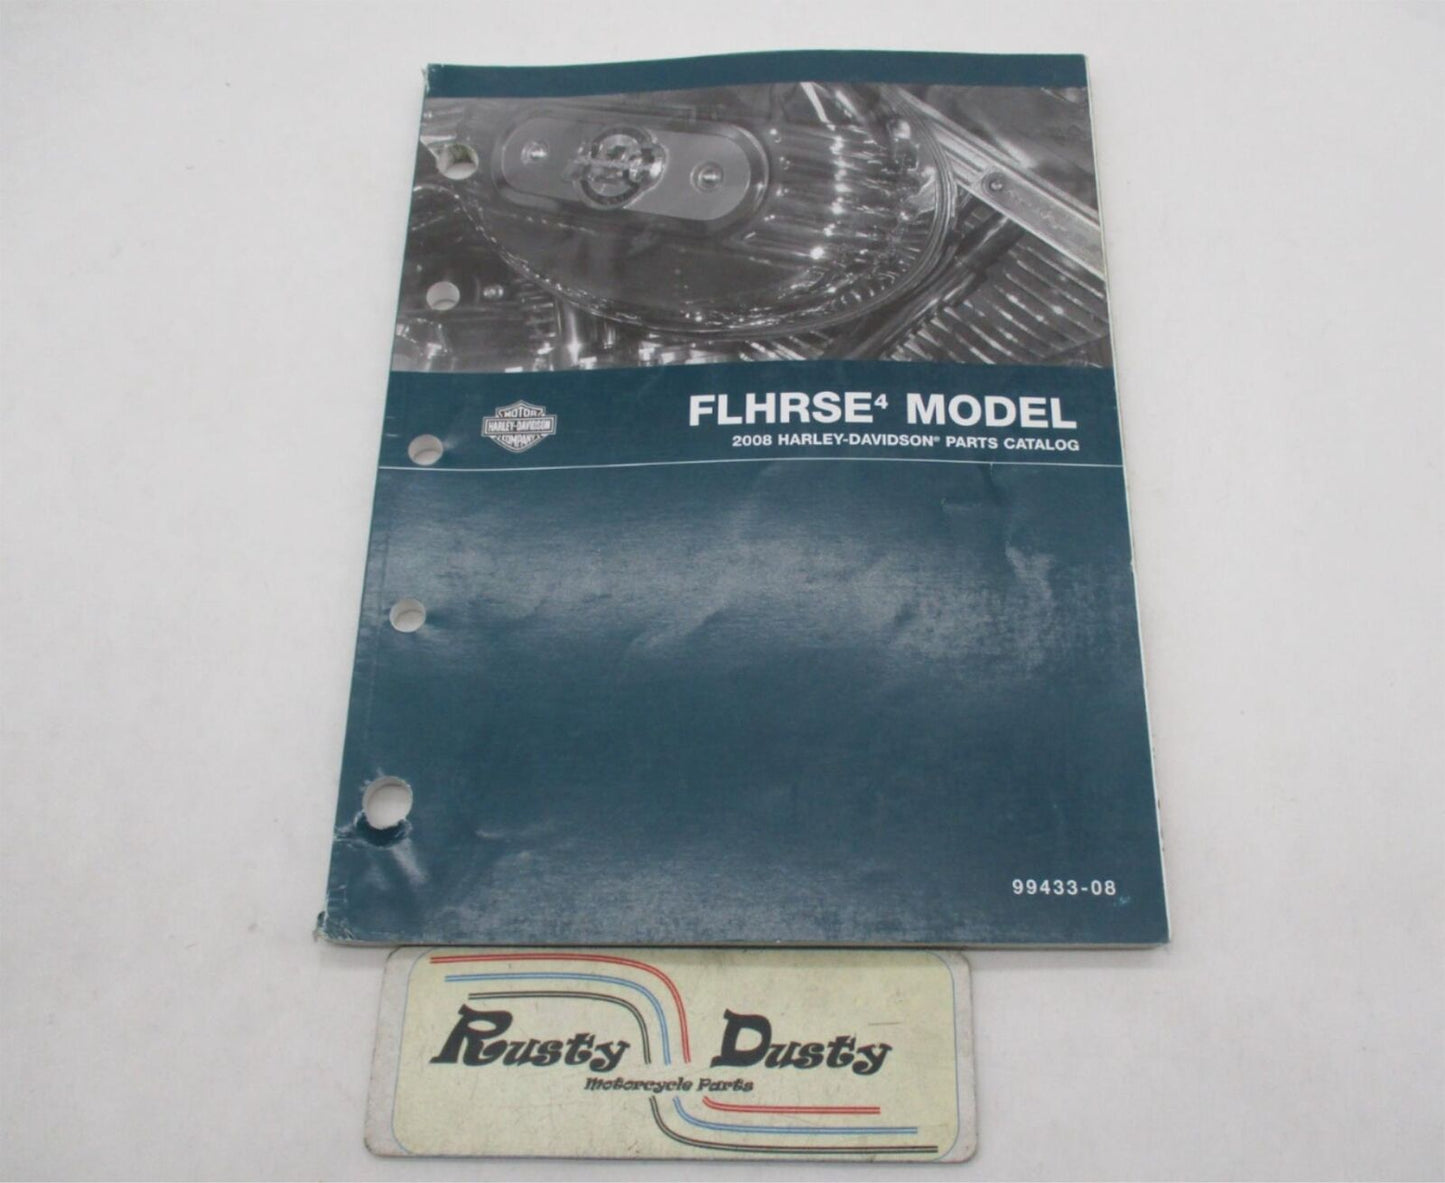 FLHRSE⁴ MODEL
2008 HARLEY-DAVIDSON® PARTS CATALOG
MOTOR
HARLEY-DAVIDSON
COMPANY
99433-08
Rusty Dusty
Motorcycle Parts